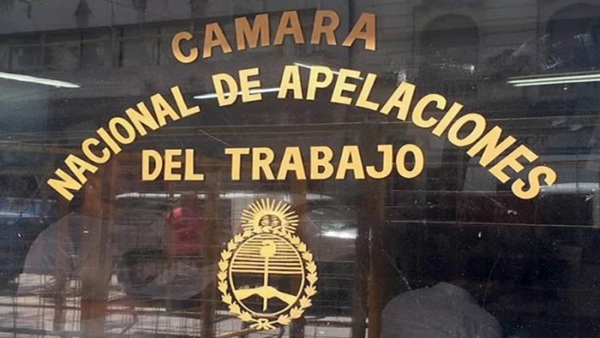 CAMARA
NACIONAL DE APELACIONES
DEL TRABAJO